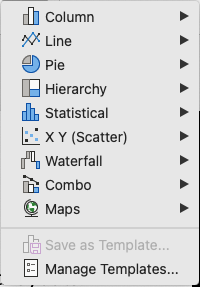 Column
Line
Pie
Hierarchy
Statistical
X Y (Scatter)
Waterfall
Combo
Maps
Save as Template...
Manage Templates...